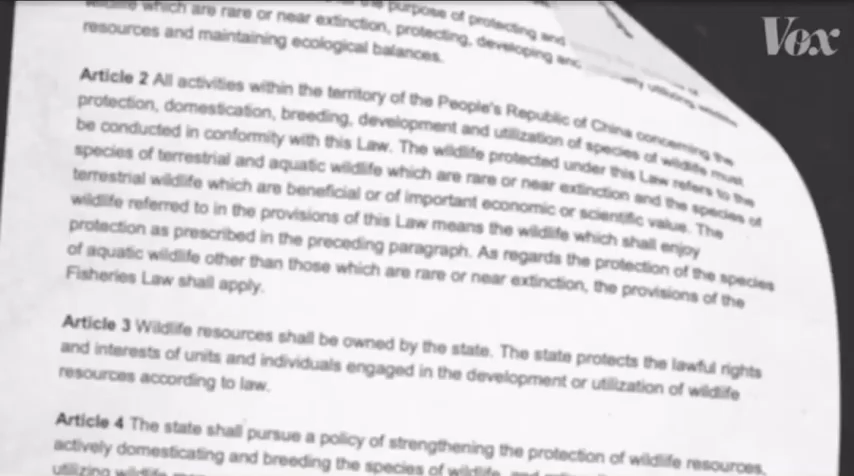 wildlife which are rare or near extinction, protecting, developing and
the purpose of protecting and
resources and maintaining ecological balances.
Vox
Article 2 All activities within the territory of the People's Republic of China concerning the
protection, domestication, breeding, development and utilization of species of wildlife must
be conducted in conformity with this Law. The wildlife protected under this Law refers to the
species of terrestrial and aquatic wildlife which are rare or near extinction and the species of
terrestrial wildlife which are beneficial or of important economic or scientific value. The
wildlife referred to in the provisions of this Law means the wildlife which shall enjoy
protection as prescribed in the preceding paragraph. As regards the protection of the species
of aquatic wildlife other than those which are rare or near extinction, the provisions of the
Fisheries Law shall apply.
Article 3 Wildlife resources shall be owned by the state. The state protects the lawful rights
and interests of units and individuals engaged in the development or utilization of wildlife
resources according to law.
Article 4 The state shall pursue a policy of strengthening the protection of wildlife resources,
actively domesticating and breeding the species of wildlife, and
utilizing wildlife